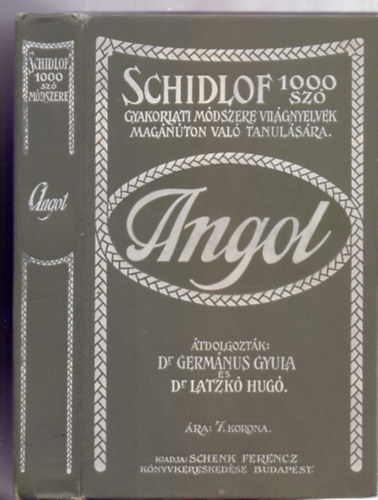 SCHIDLOF
1000
SZÓ
MÓDSZERE
Angol
SCHIDLOF 1000
SZÓ
GYAKORLATI MÓDSZERE VILÁGNYELVEK
MAGÁNÚTON VALÓ TANULÁSÁRA.
Angol
ÁTDOLGOZTÁK:
Dr GERMÁNUS GYULA
ÉS
Dr LATZKÓ HUGÓ.
ÁRA: 7. KORONA.
KIADJA: SCHENK FERENCZ
KÖNYVKERESKEDÉSE BUDAPEST.